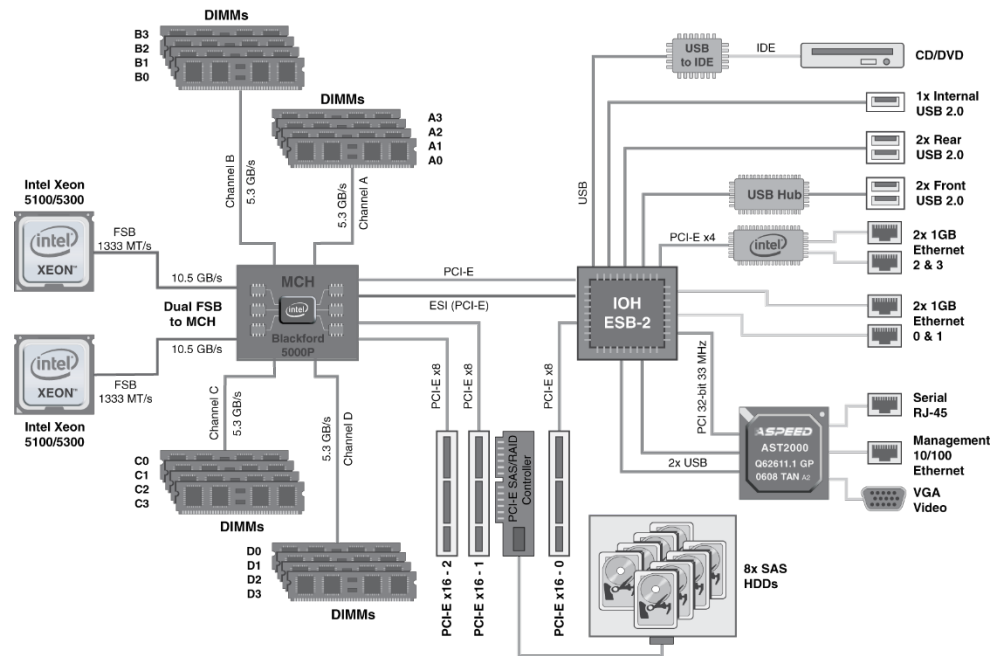 DIMMs
B3
B2
B1
B0
DIMMs
A3
A2
A1
A0
Channel B
5.3 GB/s
5.3 GB/s
Channel A
USB
USB
to IDE
IDE
CD/DVD
1x Internal
USB 2.0
2x Rear
USB 2.0
USB Hub
2x Front
USB 2.0
PCI-E x4
intel
2x 1GB
Ethernet
2 & 3
Intel Xeon
5100/5300
intel
XEON™
FSB
1333 MT/s
10.5 GB/s
Dual FSB
to MCH
MCH
intel
Blackford
5000P
PCI-E
ESI (PCI-E)
IOH
ESB-2
2x 1GB
Ethernet
0 & 1
10.5 GB/s
intel
XEON™
FSB
1333 MT/s
Intel Xeon
5100/5300
Channel C
5.3 GB/s
5.3 GB/s
Channel D
PCI-E x8
PCI-E x8
PCI-E x8
PCI 32-bit 33 MHz
2x USB
ASPEED
AST2000
Q62611.1 GP
0608 TAN A2
Serial
RJ-45
Management
10/100
Ethernet
VGA
Video
C0
C1
C2
C3
DIMMs
D0
D1
D2
D3
DIMMs
PCI-E x16 - 2
PCI-E x16 - 1
PCI-E SAS/RAID
Controller
PCI-E x16 - 0
8x SAS
HDDs